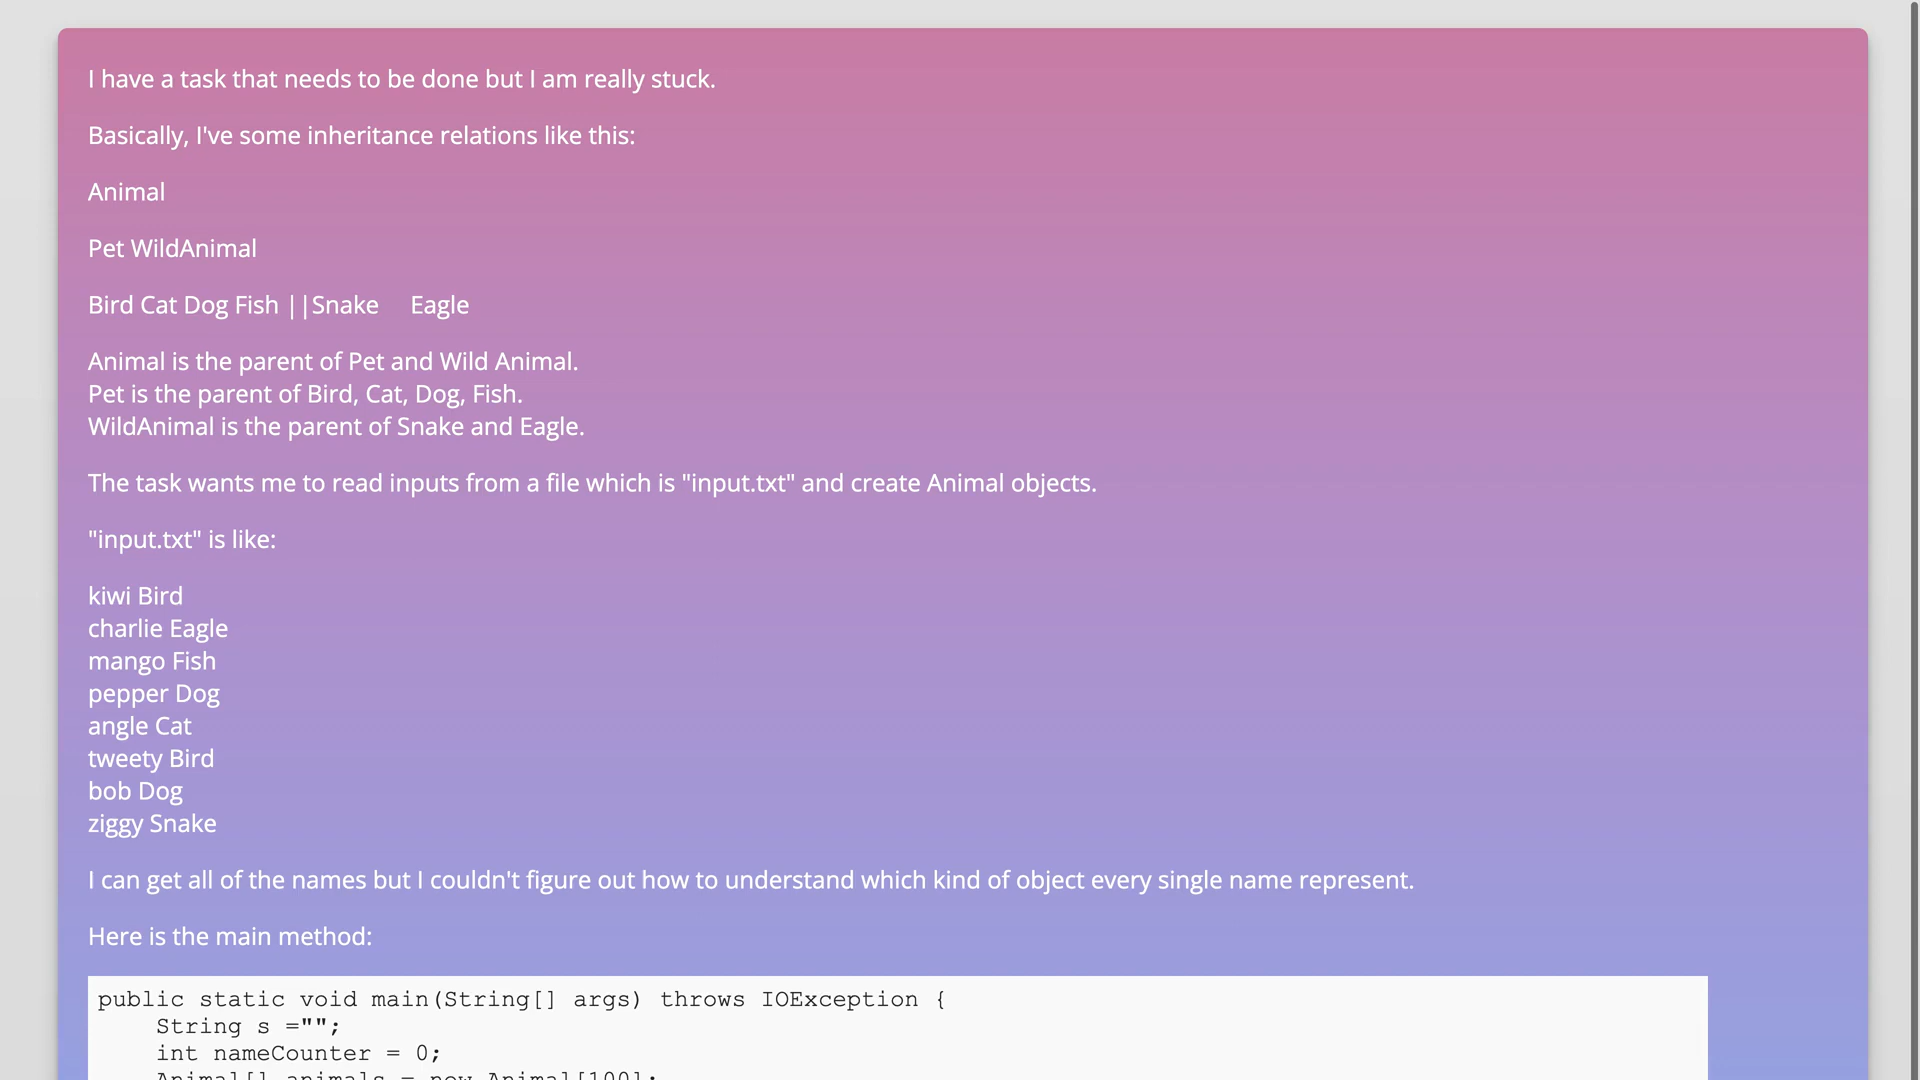 I have a task that needs to be done but I am really stuck.
Basically, I've some inheritance relations like this:
Animal
Pet WildAnimal
Bird Cat Dog Fish ||Snake     Eagle
Animal is the parent of Pet and Wild Animal.
Pet is the parent of Bird, Cat, Dog, Fish.
WildAnimal is the parent of Snake and Eagle.
The task wants me to read inputs from a file which is "input.txt" and create Animal objects.
"input.txt" is like:
kiwi Bird
charlie Eagle
mango Fish
pepper Dog
angle Cat
tweety Bird
bob Dog
ziggy Snake
I can get all of the names but I couldn't figure out how to understand which kind of object every single name represent.
Here is the main method:
public static void main(String[] args) throws IOException {
    String s ="";
    int nameCounter = 0;
    Animal[] animals = new Animal[100];